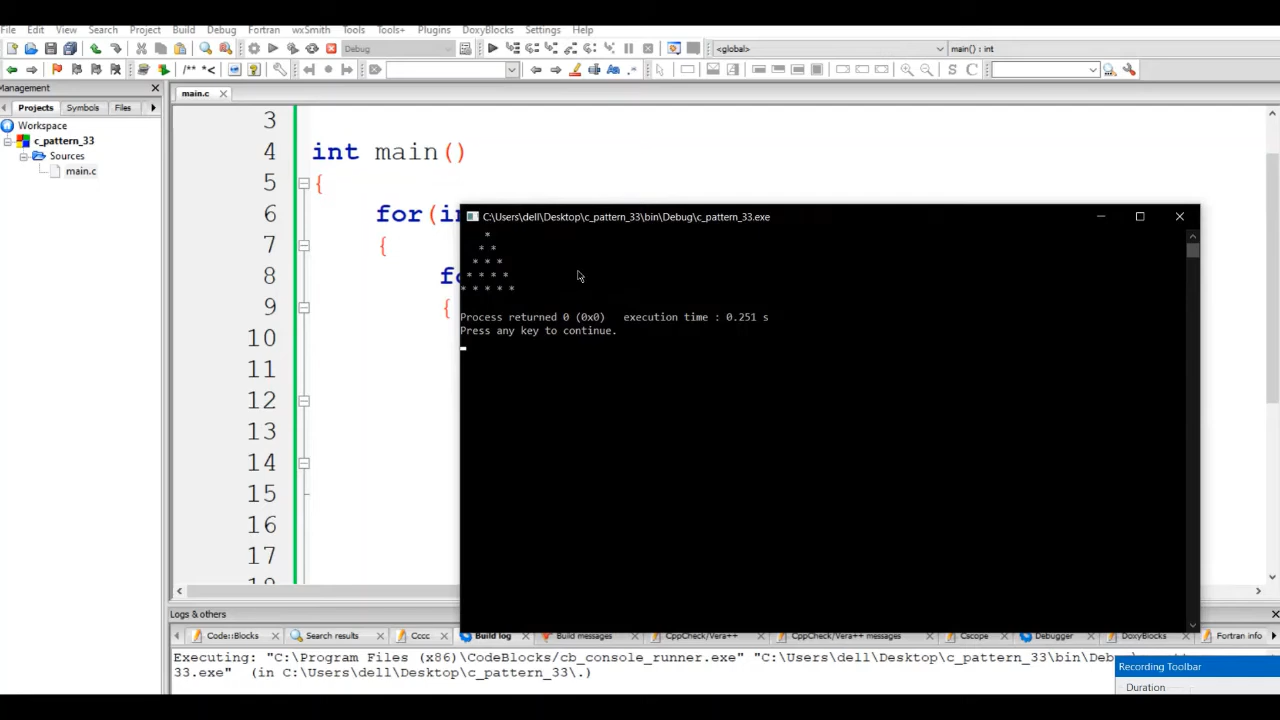 File Edit View Search Project Build Debug Fortran wxSmith Tools Tools+ Plugins DoxyBlocks Settings Help
Debug <global> main() : int
/** *<
S C
Management
main.c
Projects Symbols Files
Workspace
c_pattern_33
Sources
main.c
3
4 int main()
5 {
6 for(in
7 {
8 fo
9 {
10
11
12
13
14
15
16
17
18
C:\Users\dell\Desktop\c_pattern_33\bin\Debug\c_pattern_33.exe
*
* *
* * *
* * * *
* * * * *
Process returned 0 (0x0) execution time : 0.251 s
Press any key to continue.
Logs & others
Code::Blocks Search results Cccc Build log Build messages CppCheck/Vera++ CppCheck/Vera++ messages Cscope Debugger DoxyBlocks Fortran info
Executing: "C:\Program Files (x86)\CodeBlocks/cb_console_runner.exe" "C:\Users\dell\Desktop\c_pattern_33\bin\Deb
33.exe" (in C:\Users\dell\Desktop\c_pattern_33\.)
Recording Toolbar
Duration